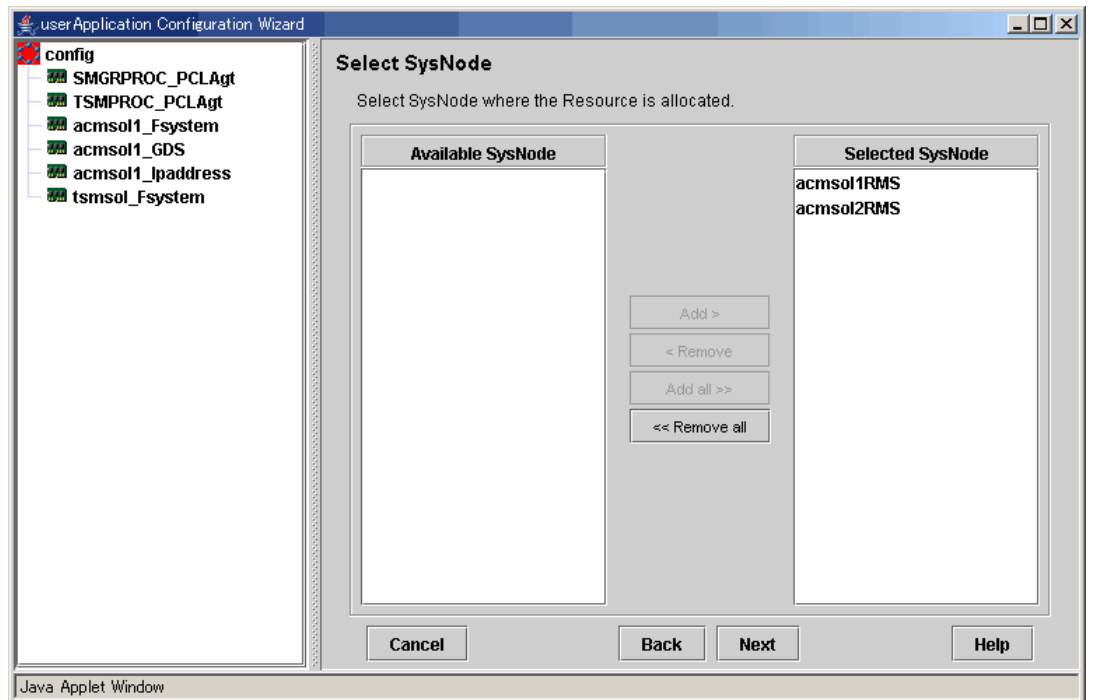 userApplication Configuration Wizard
config
SMGRPROC_PCLAgt
TSMPROC_PCLAgt
acmsol1_Fsystem
acmsol1_GDS
acmsol1_Ipaddress
tsmsol_Fsystem
Select SysNode
Select SysNode where the Resource is allocated.
Available SysNode
Selected SysNode
acmsol1RMS
acmsol2RMS
Add >
< Remove
Add all >>
<< Remove all
Cancel
Back
Next
Help
Java Applet Window